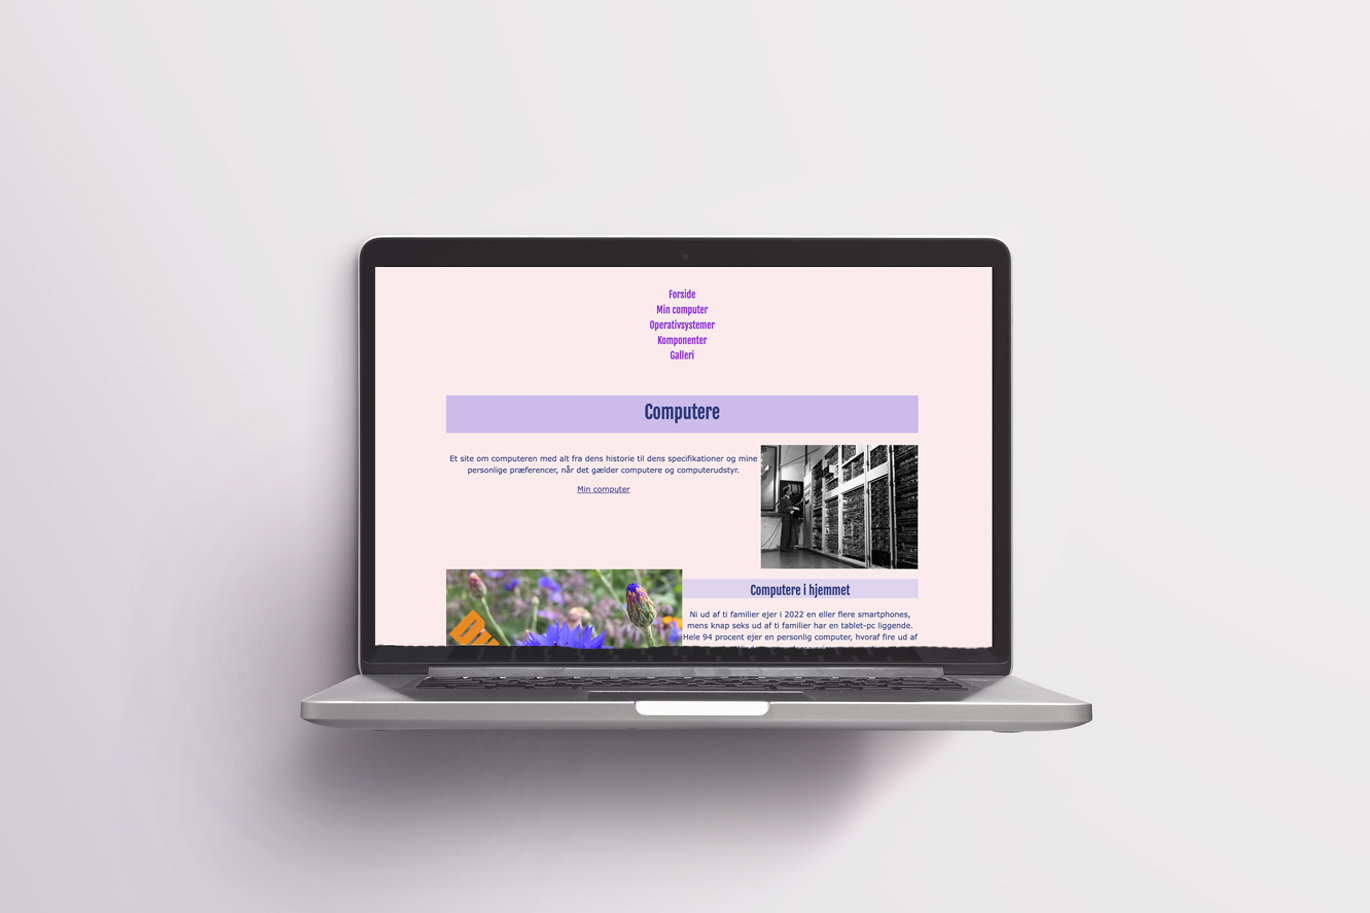 Forside
Min computer
Operativsystemer
Komponenter
Galleri
Computere
Et site om computeren med alt fra dens historie til dens specifikationer og mine
personlige præferencer, når det gælder computere og computerudstyr.
Min computer
Computere i hjemmet
Ni ud af ti familier ejer i 2022 en eller flere smartphones,
mens knap seks ud af ti familier har en tablet-pc liggende.
Hele 94 procent ejer en personlig computer, hvoraf fire ud af